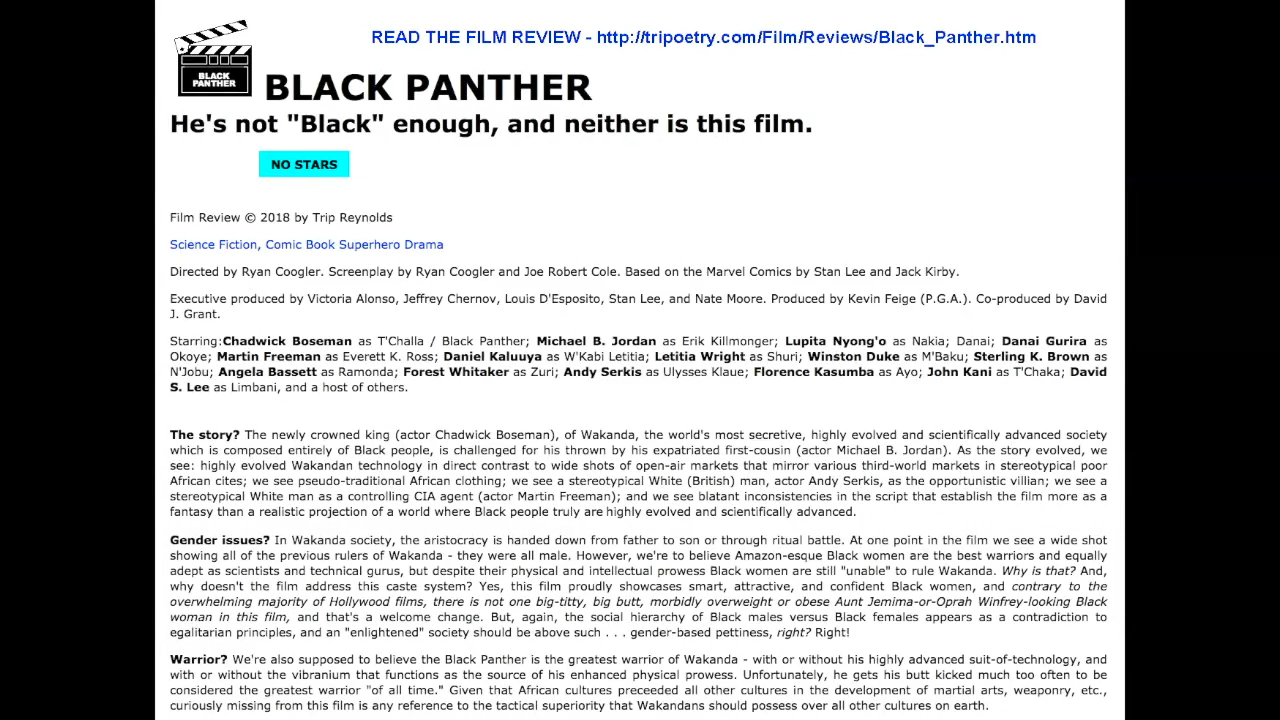 READ THE FILM REVIEW - http://tripoetry.com/Film/Reviews/Black_Panther.htm
BLACK
PANTHER
BLACK PANTHER
He's not "Black" enough, and neither is this film.
NO STARS
Film Review © 2018 by Trip Reynolds
Science Fiction, Comic Book Superhero Drama
Directed by Ryan Coogler. Screenplay by Ryan Coogler and Joe Robert Cole. Based on the Marvel Comics by Stan Lee and Jack Kirby.
Executive produced by Victoria Alonso, Jeffrey Chernov, Louis D'Esposito, Stan Lee, and Nate Moore. Produced by Kevin Feige (P.G.A.). Co-produced by David
J. Grant.
Starring:Chadwick Boseman as T'Challa / Black Panther; Michael B. Jordan as Erik Killmonger; Lupita Nyong'o as Nakia; Danai; Danai Gurira as
Okoye; Martin Freeman as Everett K. Ross; Daniel Kaluuya as W'Kabi Letitia; Letitia Wright as Shuri; Winston Duke as M'Baku; Sterling K. Brown as
N'Jobu; Angela Bassett as Ramonda; Forest Whitaker as Zuri; Andy Serkis as Ulysses Klaue; Florence Kasumba as Ayo; John Kani as T'Chaka; David
S. Lee as Limbani, and a host of others.
The story? The newly crowned king (actor Chadwick Boseman), of Wakanda, the world's most secretive, highly evolved and scientifically advanced society
which is composed entirely of Black people, is challenged for his thrown by his expatriated first-cousin (actor Michael B. Jordan). As the story evolved, we
see: highly evolved Wakandan technology in direct contrast to wide shots of open-air markets that mirror various third-world markets in stereotypical poor
African cites; we see pseudo-traditional African clothing; we see a stereotypical White (British) man, actor Andy Serkis, as the opportunistic villian; we see a
stereotypical White man as a controlling CIA agent (actor Martin Freeman); and we see blatant inconsistencies in the script that establish the film more as a
fantasy than a realistic projection of a world where Black people truly are highly evolved and scientifically advanced.
Gender issues? In Wakanda society, the aristocracy is handed down from father to son or through ritual battle. At one point in the film we see a wide shot
showing all of the previous rulers of Wakanda - they were all male. However, we're to believe Amazon-esque Black women are the best warriors and equally
adept as scientists and technical gurus, but despite their physical and intellectual prowess Black women are still "unable" to rule Wakanda. Why is that? And,
why doesn't the film address this caste system? Yes, this film proudly showcases smart, attractive, and confident Black women, and contrary to the
overwhelming majority of Hollywood films, there is not one big-titty, big butt, morbidly overweight or obese Aunt Jemima-or-Oprah Winfrey-looking Black
woman in this film, and that's a welcome change. But, again, the social hierarchy of Black males versus Black females appears as a contradiction to
egalitarian principles, and an "enlightened" society should be above such . . . gender-based pettiness, right? Right!
Warrior? We're also supposed to believe the Black Panther is the greatest warrior of Wakanda - with or without his highly advanced suit-of-technology, and
with or without the vibranium that functions as the source of his enhanced physical prowess. Unfortunately, he gets his butt kicked much too often to be
considered the greatest warrior "of all time." Given that African cultures preceeded all other cultures in the development of martial arts, weaponry, etc.,
curiously missing from this film is any reference to the tactical superiority that Wakandans should possess over all other cultures on earth.